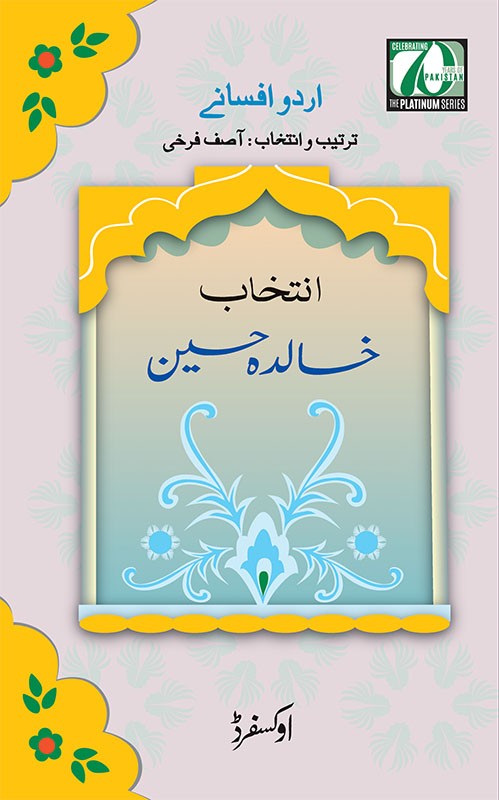 CELEBRATING
70 YEARS OF
PAKISTAN
THE PLATINUM SERIES
اردو افسانے
ترتیب و انتخاب : آصف فرخی
انتخاب
خالدہ حسین
اوکسفرڈ